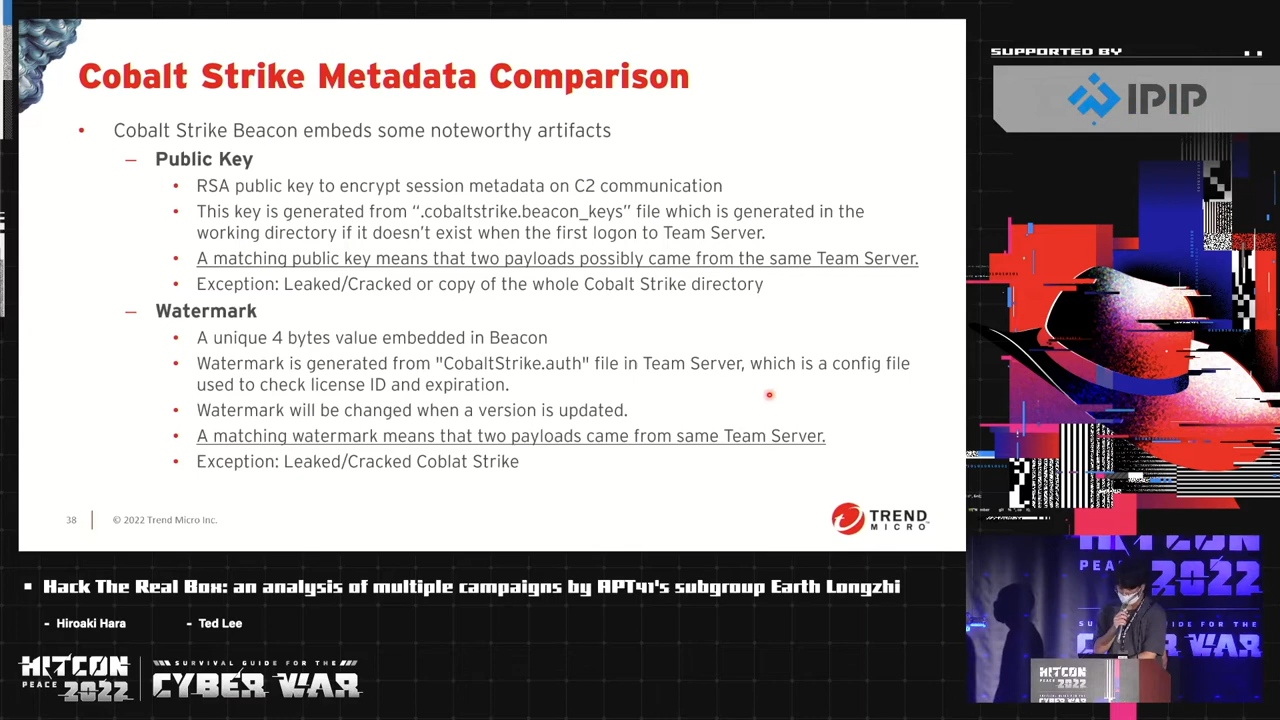 Cobalt Strike Metadata Comparison
• Cobalt Strike Beacon embeds some noteworthy artifacts
– Public Key
• RSA public key to encrypt session metadata on C2 communication
• This key is generated from “.cobaltstrike.beacon_keys” file which is generated in the
working directory if it doesn’t exist when the first logon to Team Server.
• A matching public key means that two payloads possibly came from the same Team Server.
• Exception: Leaked/Cracked or copy of the whole Cobalt Strike directory
– Watermark
• A unique 4 bytes value embedded in Beacon
• Watermark is generated from "CobaltStrike.auth" file in Team Server, which is a config file
used to check license ID and expiration.
• Watermark will be changed when a version is updated.
• A matching watermark means that two payloads came from same Team Server.
• Exception: Leaked/Cracked Coblat Strike
38
© 2022 Trend Micro Inc.
TREND
MICRO
SUPPORTED BY
IPIP
Hack The Real Box: an analysis of multiple campaigns by APT41's subgroup Earth Longzhi
- Hiroaki Hara
- Ted Lee
HITCON
PEACE 2022
SURVIVAL GUIDE FOR THE
CYBER WAR
2022
CYBER WAR
HITCON
2022